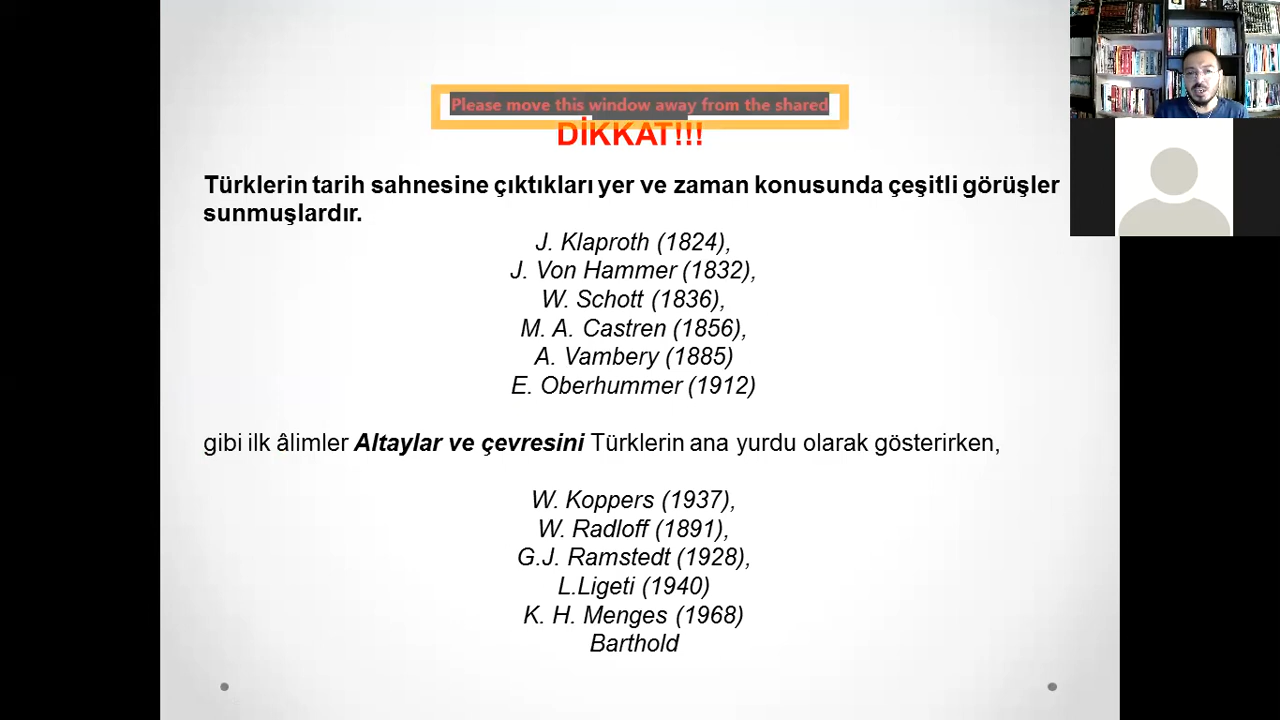 Please move this window away from the shared
DİKKAT!!!
Türklerin tarih sahnesine çıktıkları yer ve zaman konusunda çeşitli görüşler
sunmuşlardır.
J. Klaproth (1824),
J. Von Hammer (1832),
W. Schott (1836),
M. A. Castren (1856),
A. Vambery (1885)
E. Oberhummer (1912)
gibi ilk âlimler Altaylar ve çevresini Türklerin ana yurdu olarak gösterirken,
W. Koppers (1937),
W. Radloff (1891),
G.J. Ramstedt (1928),
L.Ligeti (1940)
K. H. Menges (1968)
Barthold